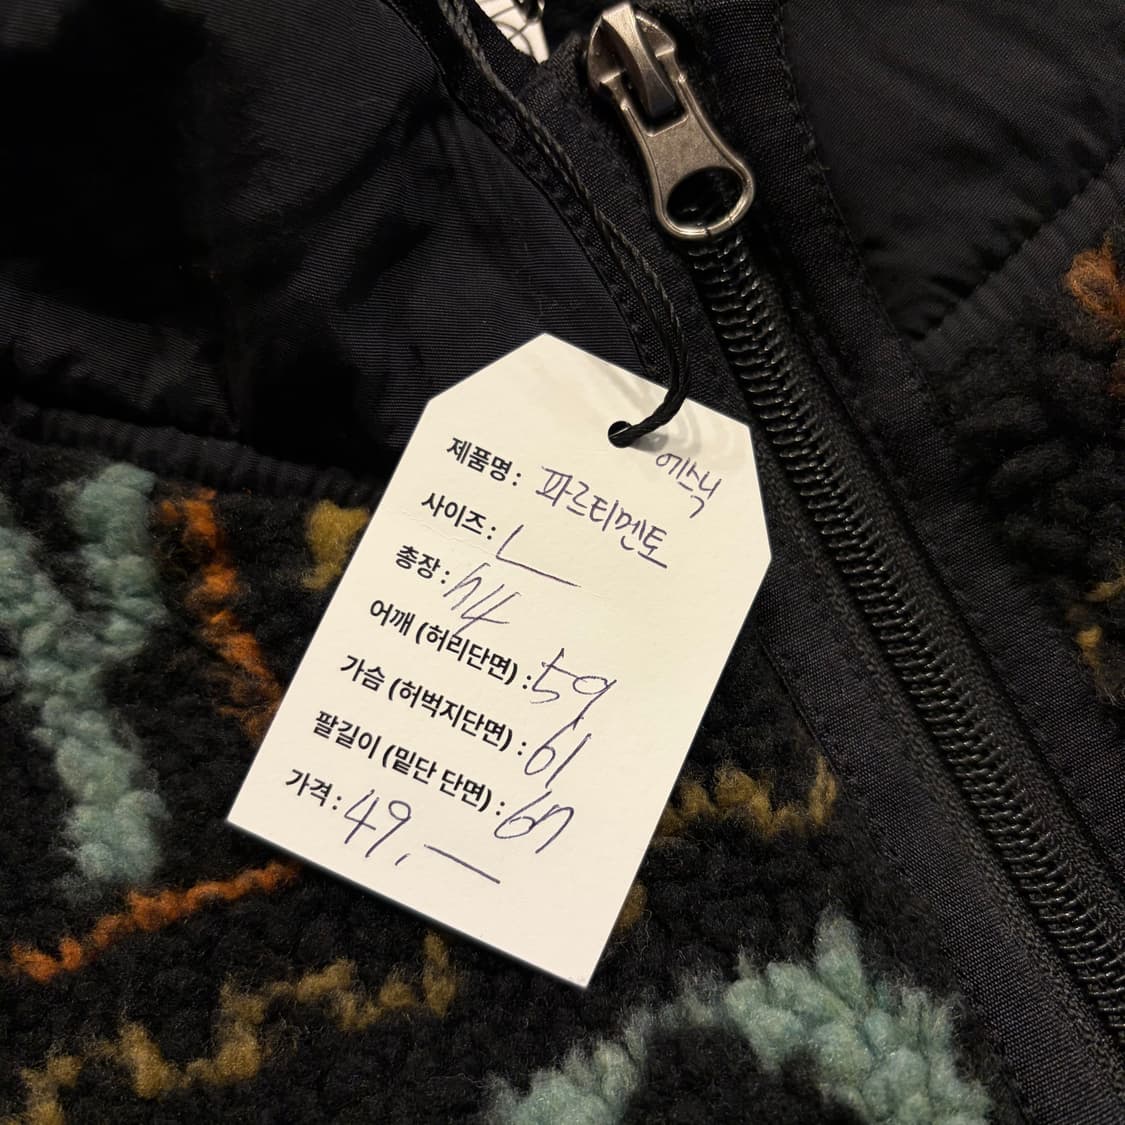 에스닉
제품명 : 파르티멘토
사이즈 : L
총장 : 74
어깨 (허리단면) : 59
가슴 (허벅지단면) : 61
팔길이 (밑단 단면) : 67
가격 : 49,—